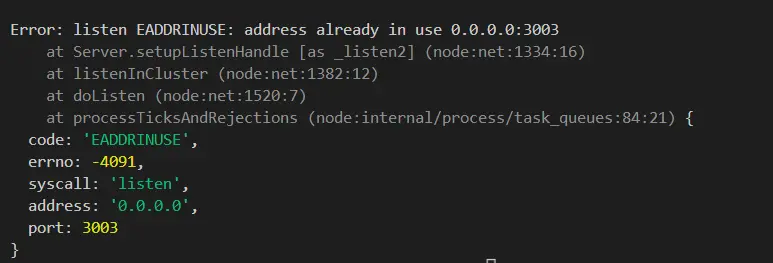 Error: listen EADDRINUSE: address already in use 0.0.0.0:3003
    at Server.setupListenHandle [as _listen2] (node:net:1334:16)
    at listenInCluster (node:net:1382:12)
    at doListen (node:net:1520:7)
    at processTicksAndRejections (node:internal/process/task_queues:84:21) {
  code: 'EADDRINUSE',
  errno: -4091,
  syscall: 'listen',
  address: '0.0.0.0',
  port: 3003
}